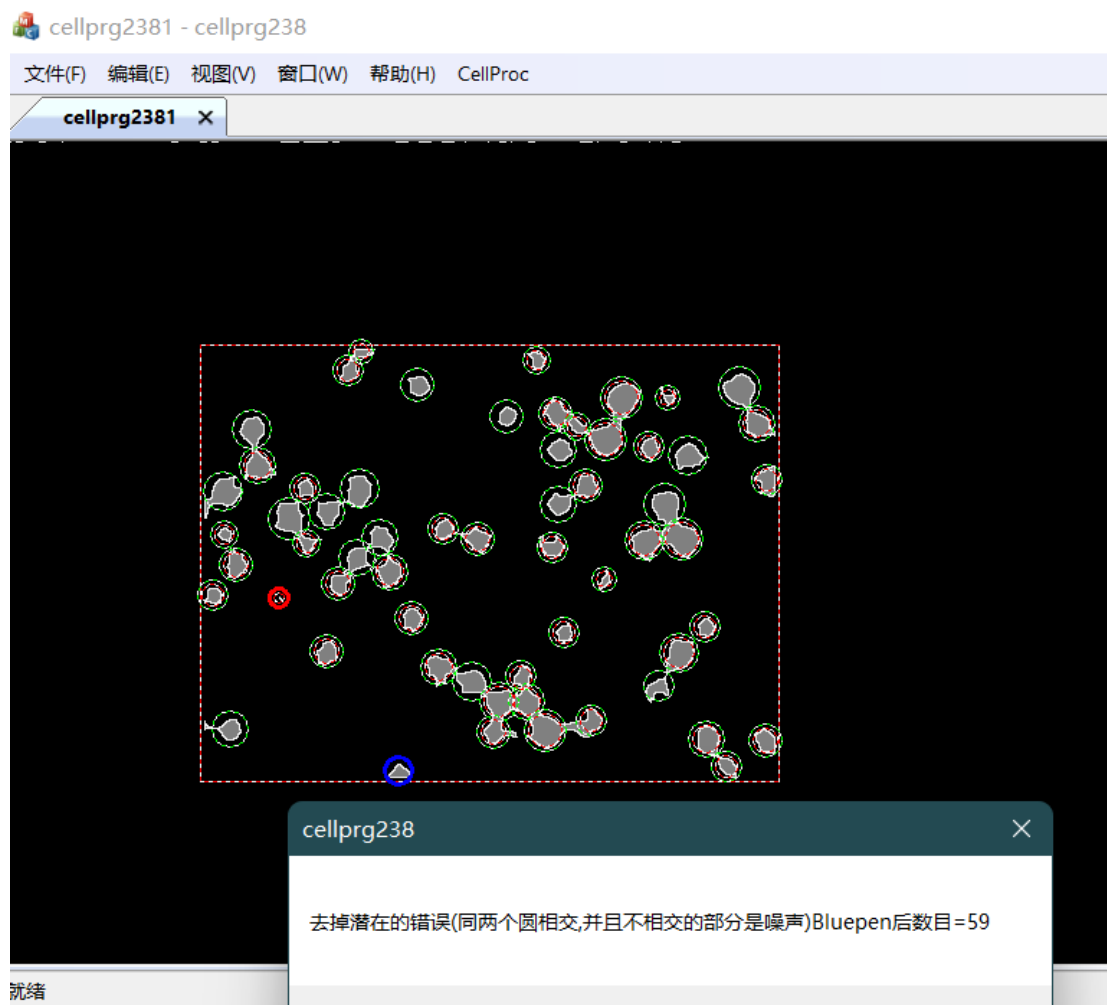 cellprg2381 - cellprg238
文件(F) 编辑(E) 视图(V) 窗口(W) 帮助(H) CellProc
cellprg2381
cellprg238
去掉潜在的错误(同两个圆相交,并且不相交的部分是噪声)Bluepen后数目=59
就绪